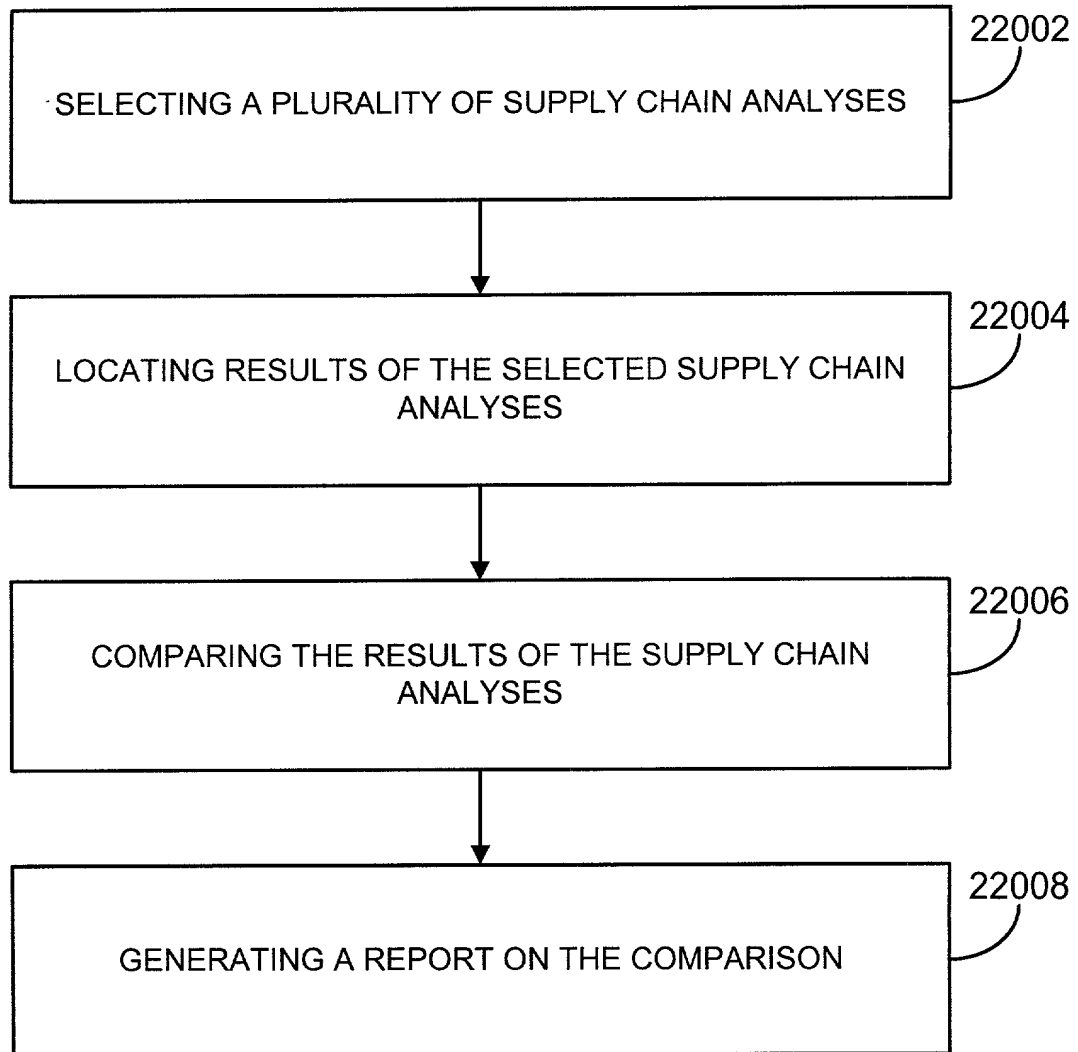 22002
SELECTING A PLURALITY OF SUPPLY CHAIN ANALYSES
22004
LOCATING RESULTS OF THE SELECTED SUPPLY CHAIN
ANALYSES
22006
COMPARING THE RESULTS OF THE SUPPLY CHAIN
ANALYSES
22008
GENERATING A REPORT ON THE COMPARISON